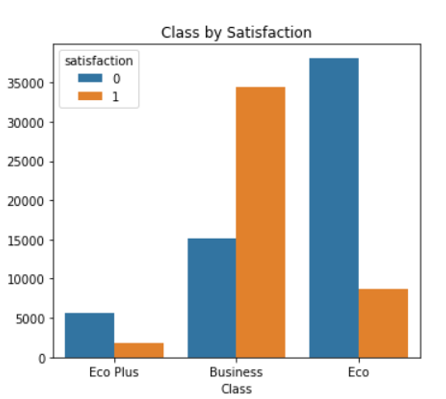 Class by Satisfaction
satisfaction
0
1
35000
30000
25000
20000
15000
10000
5000
0
Eco Plus Business Eco
Class